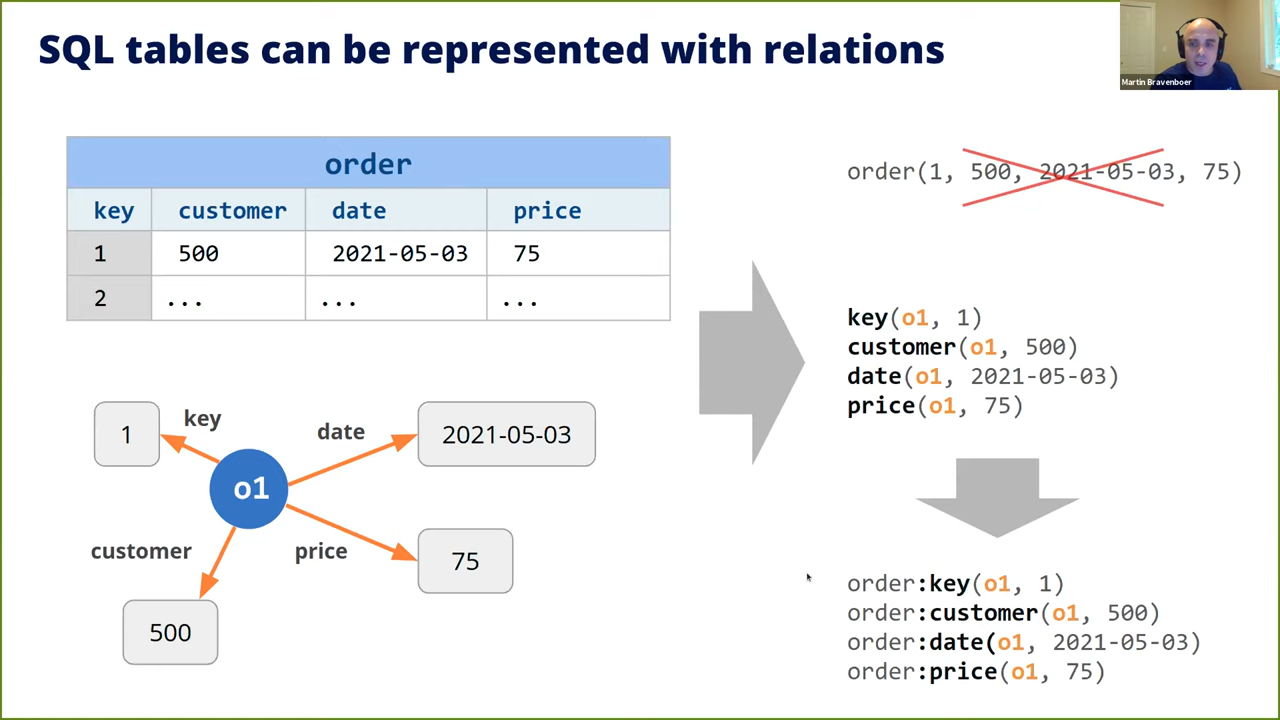 SQL tables can be represented with relations
Martin Bravenboer
order
key customer date price
1 500 2021-05-03 75
2 ... ... ...
order(1, 500, 2021-05-03, 75)
key(o1, 1)
customer(o1, 500)
date(o1, 2021-05-03)
price(o1, 75)
key
date
1
2021-05-03
o1
customer
price
75
500
order:key(o1, 1)
order:customer(o1, 500)
order:date(o1, 2021-05-03)
order:price(o1, 75)